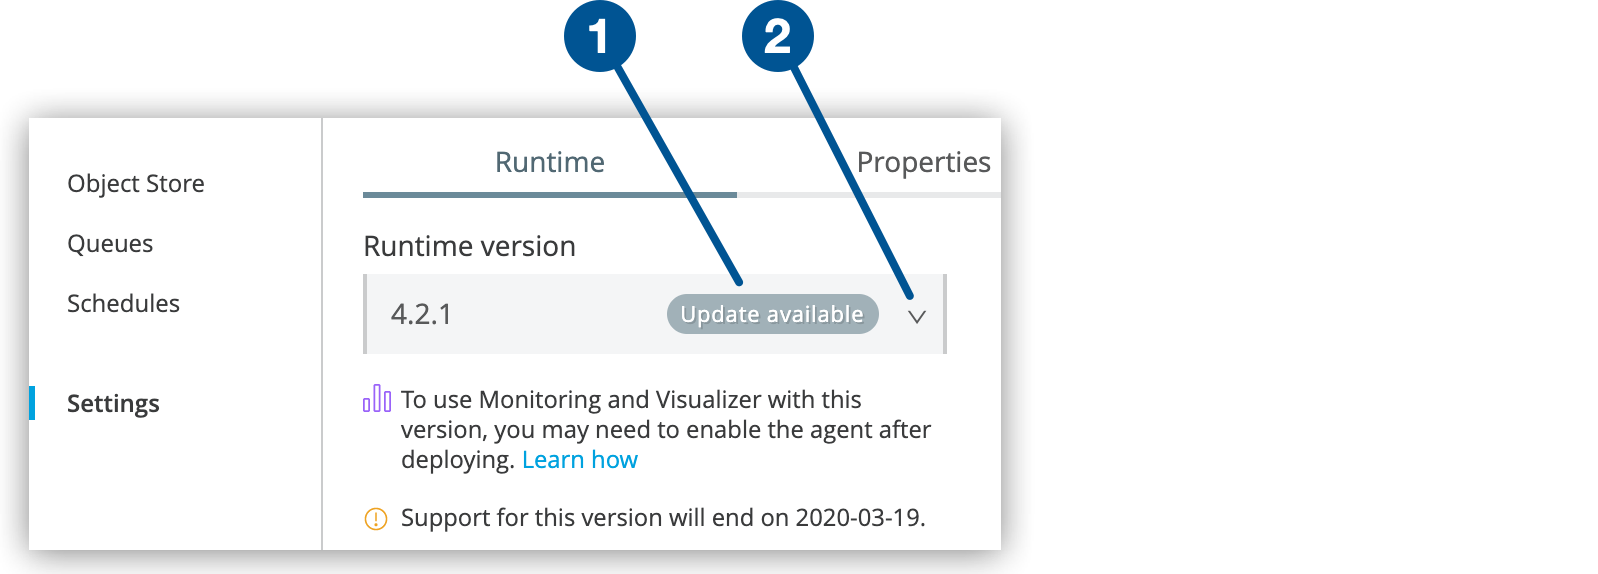 1 2
Runtime Properties
Object Store
Queues
Schedules
Settings
Runtime version
4.2.1 Update available
To use Monitoring and Visualizer with this
version, you may need to enable the agent after
deploying. Learn how
Support for this version will end on 2020-03-19.